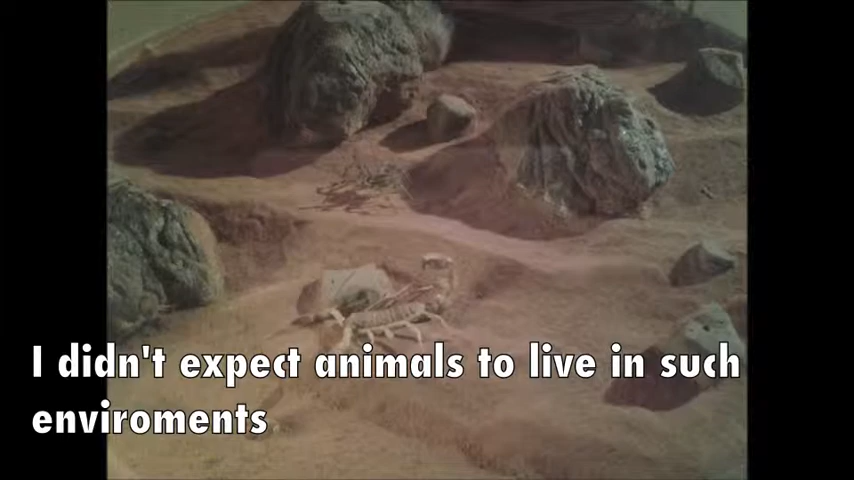 I didn't expect animals to live in such
enviroments